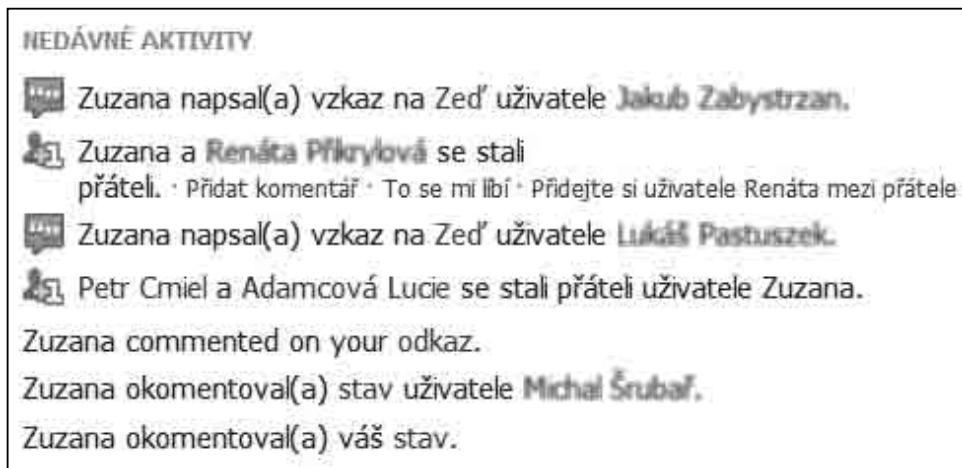 NEDÁVNÉ AKTIVITY
Zuzana napsal(a) vzkaz na Zeď uživatele Jakub Zabystrzan.
Zuzana a Renáta Přikrylová se stali
přáteli. · Přidat komentář · To se mi líbí · Přidejte si uživatele Renáta mezi přátele
Zuzana napsal(a) vzkaz na Zeď uživatele Lukáš Pastuszek.
Petr Cmiel a Adamcová Lucie se stali přáteli uživatele Zuzana.
Zuzana commented on your odkaz.
Zuzana okomentoval(a) stav uživatele Michal Šrubař.
Zuzana okomentoval(a) váš stav.